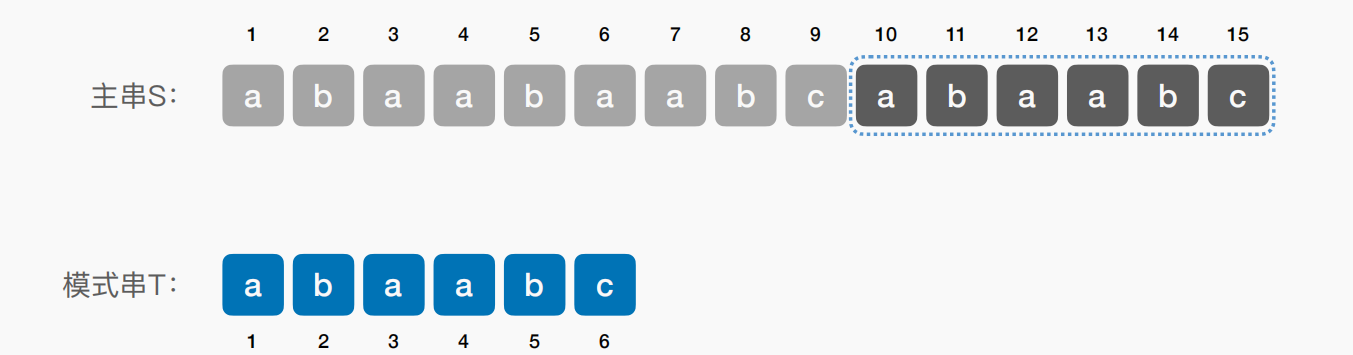 1 2 3 4 5 6 7 8 9 10 11 12 13 14 15
主串S： a b a a b a a b c a b a a b c
模式串T： a b a a b c
1 2 3 4 5 6